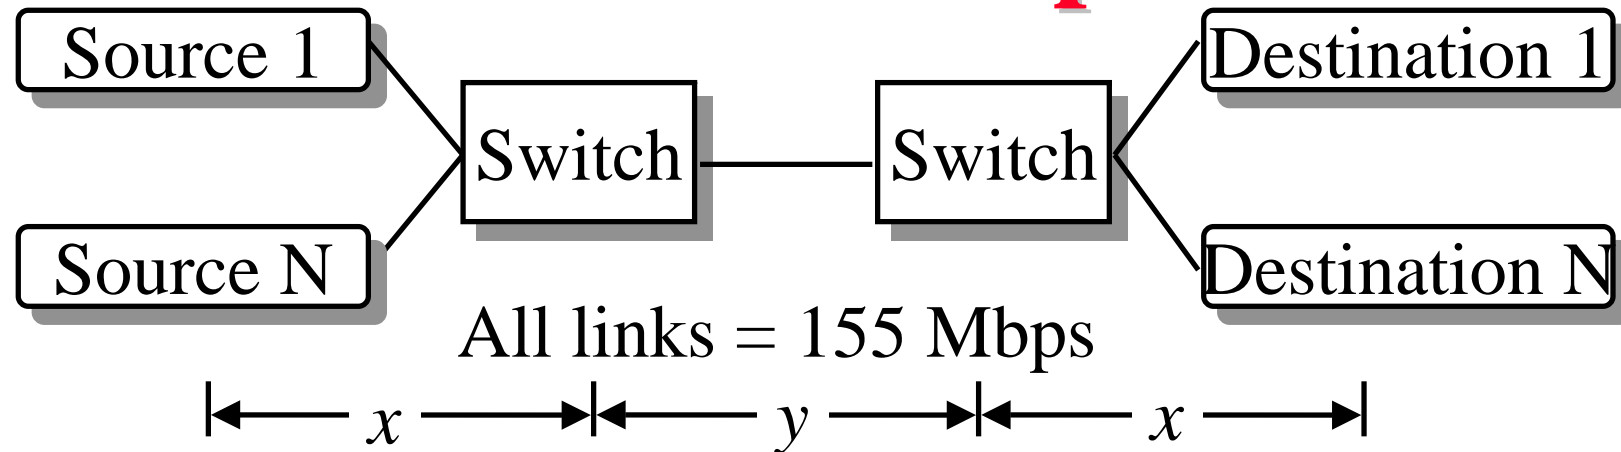 Source 1
Destination 1
Switch
Switch
Source N
Destination N
All links = 155 Mbps
x
y
x